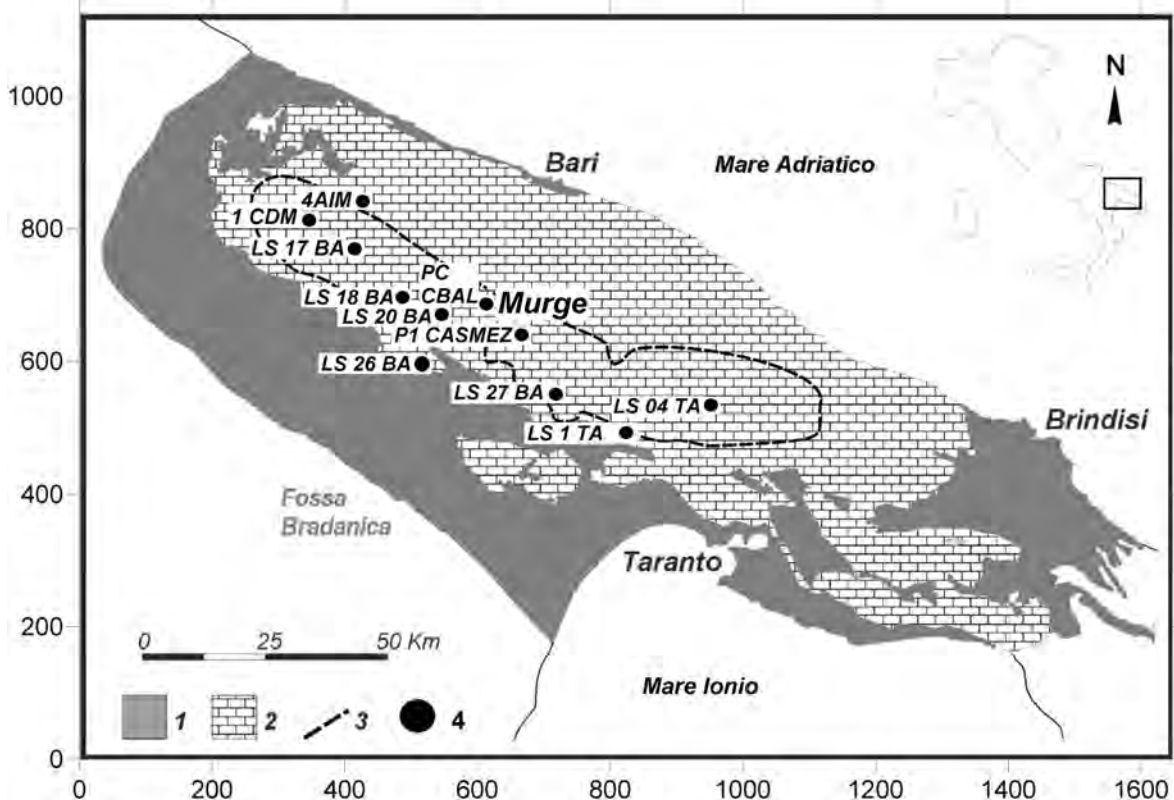 1000
800
600
400
200
0
N
Bari
Mare Adriatico
4AIM
1 CDM
LS 17 BA
PC
CBAL
LS 18 BA
Murge
LS 20 BA
P1 CASMEZ
LS 26 BA
LS 27 BA
LS 04 TA
LS 1 TA
Brindisi
Fossa
Bradanica
Taranto
0 25 50 Km
Mare Ionio
1 2 3 4
0 200 400 600 800 1000 1200 1400 1600